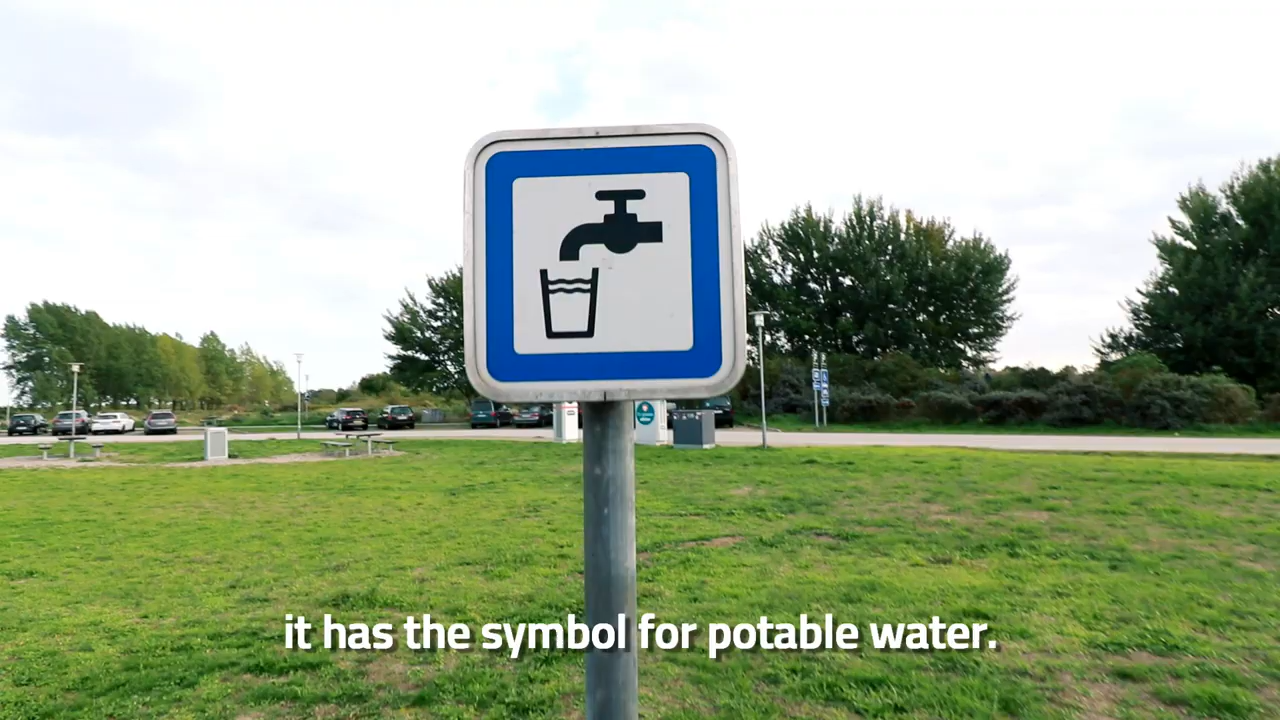 it has the symbol for potable water.